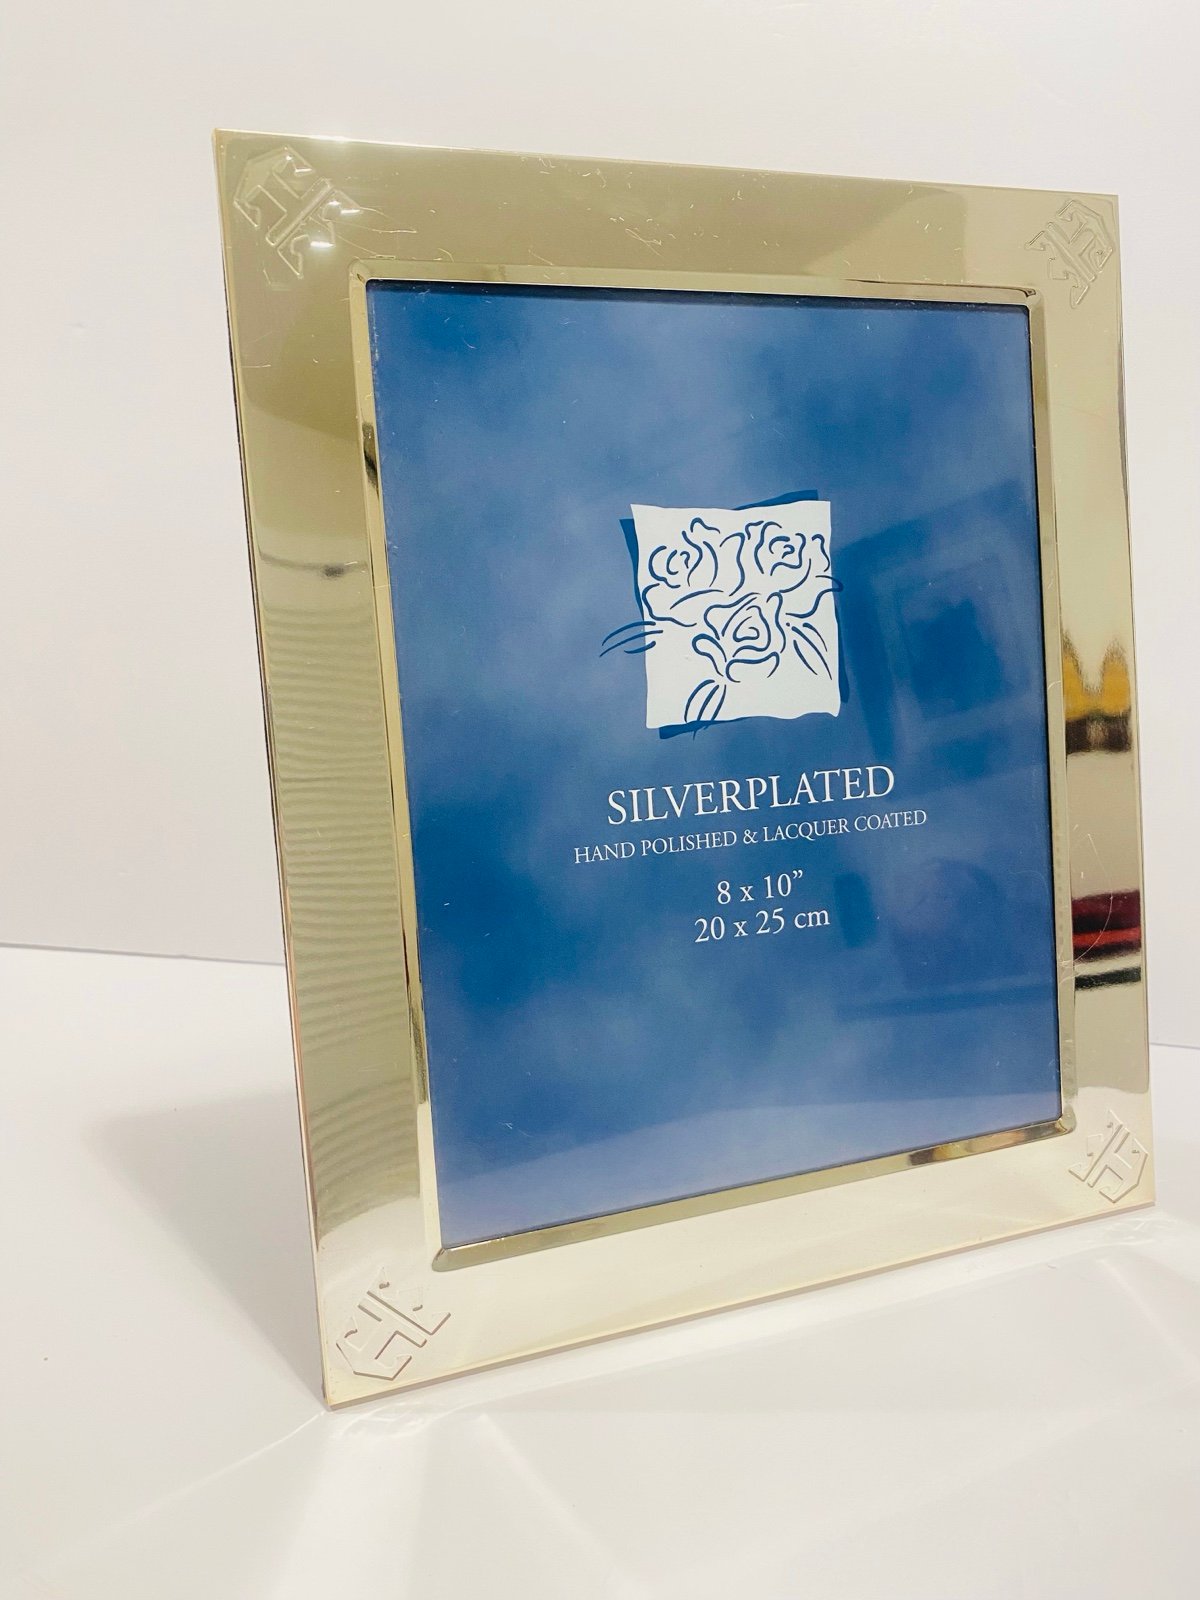 SILVERPLATED
HAND POLISHED & LACQUER COATED
8 x 10”
20 x 25 cm